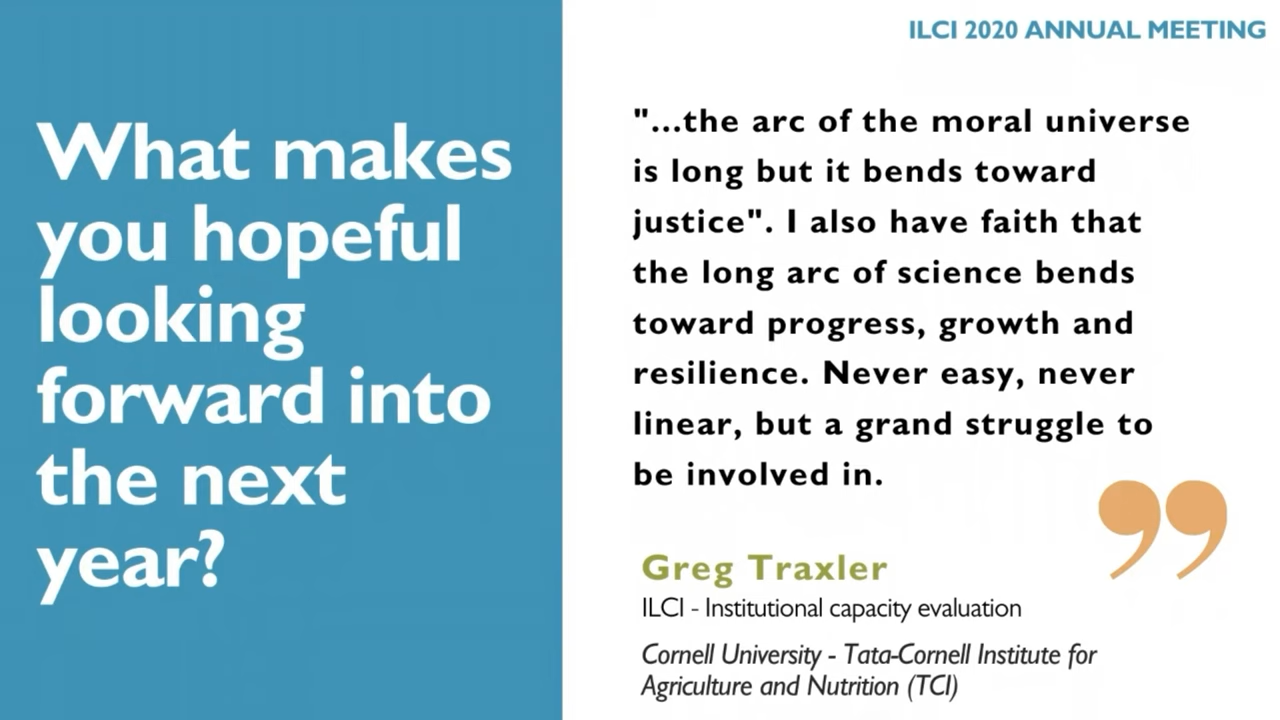 ILCI 2020 ANNUAL MEETING
What makes
you hopeful
looking
forward into
the next
year?
"...the arc of the moral universe
is long but it bends toward
justice". I also have faith that
the long arc of science bends
toward progress, growth and
resilience. Never easy, never
linear, but a grand struggle to
be involved in.
”
Greg Traxler
ILCI - Institutional capacity evaluation
Cornell University - Tata-Cornell Institute for
Agriculture and Nutrition (TCI)